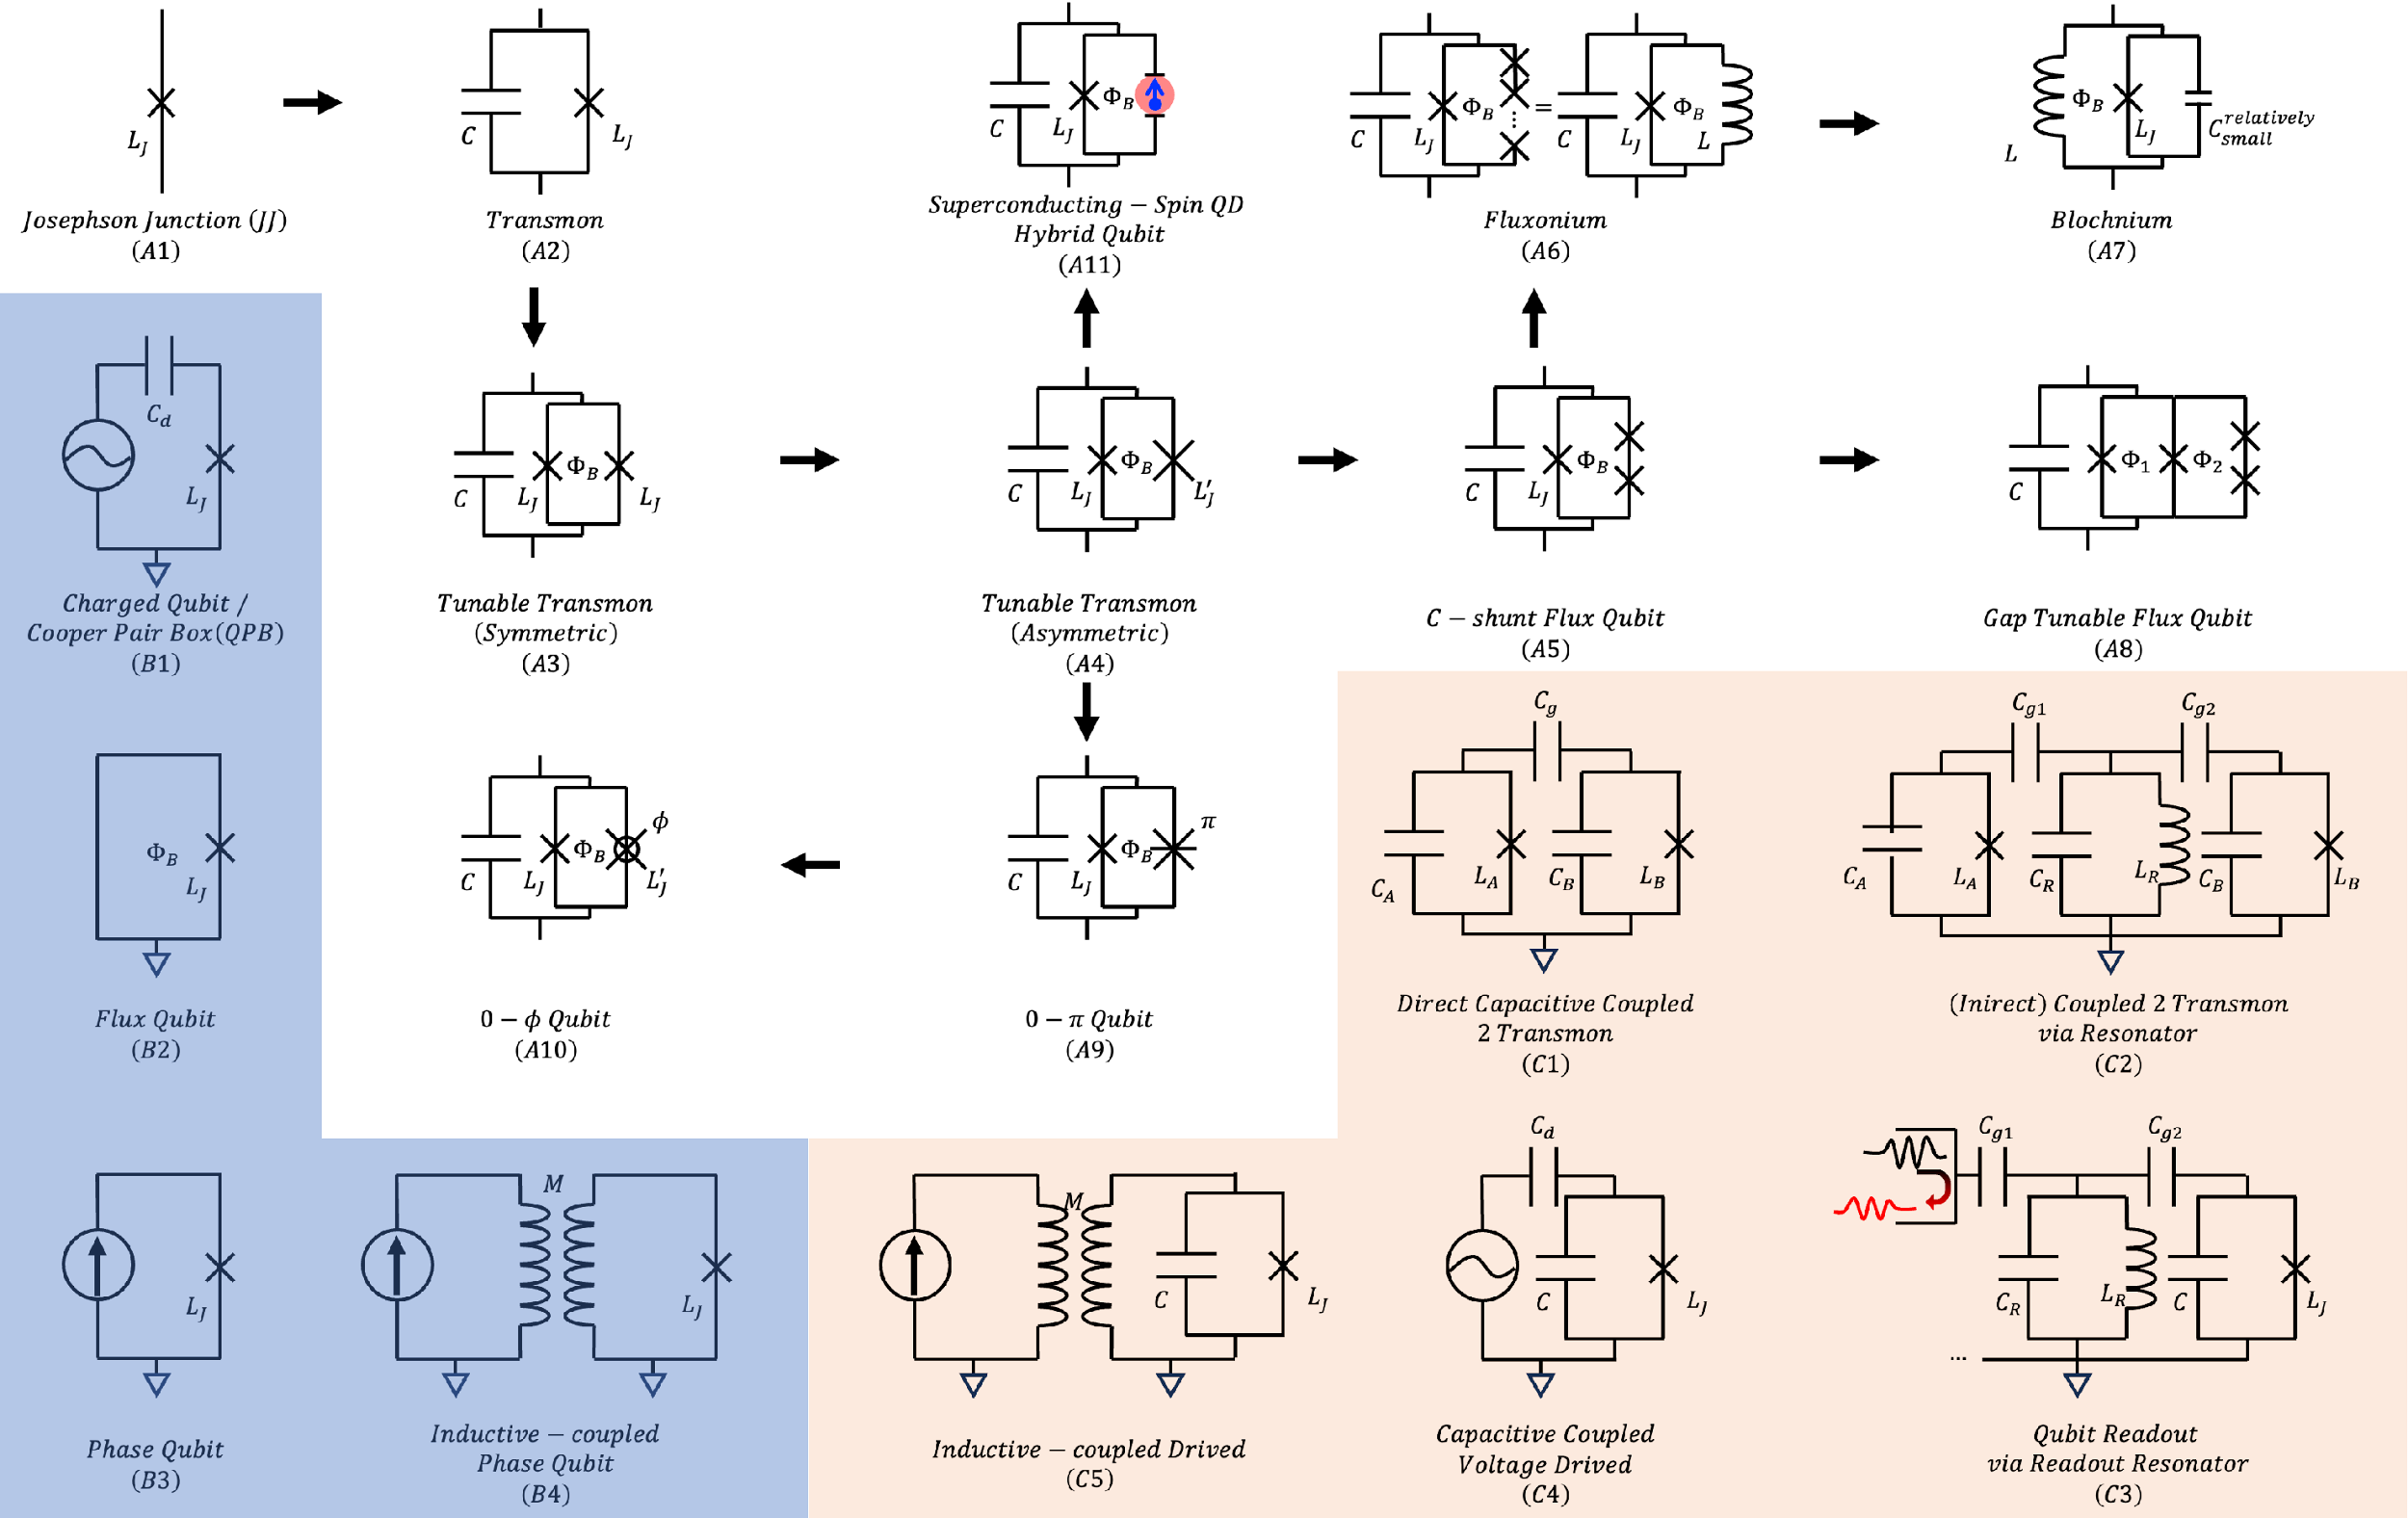 L_J
Josephson Junction (JJ)
(A1)
C
L_J
Transmon
(A2)
C
L_J
Φ_B
Superconducting − Spin QD
Hybrid Qubit
(A11)
C
L_J
Φ_B
⋮
=
C
L_J
Φ_B
L
Fluxonium
(A6)
L
Φ_B
L_J
C_small^relatively
Blochnium
(A7)
C_d
L_J
Charged Qubit /
Cooper Pair Box(QPB)
(B1)
C
L_J
Φ_B
L_J
Tunable Transmon
(Symmetric)
(A3)
C
L_J
Φ_B
L'_J
Tunable Transmon
(Asymmetric)
(A4)
C
L_J
Φ_B
C − shunt Flux Qubit
(A5)
C
Φ_1
Φ_2
Gap Tunable Flux Qubit
(A8)
Φ_B
L_J
Flux Qubit
(B2)
C
L_J
Φ_B
ϕ
L'_J
0 − ϕ Qubit
(A10)
C
L_J
Φ_B
π
0 − π Qubit
(A9)
C_g
C_A
L_A
C_B
L_B
Direct Capacitive Coupled
2 Transmon
(C1)
C_g1
C_g2
C_A
L_A
C_R
L_R
C_B
L_B
(Inirect) Coupled 2 Transmon
via Resonator
(C2)
L_J
Phase Qubit
(B3)
M
L_J
Inductive − coupled
Phase Qubit
(B4)
M
C
L_J
Inductive − coupled Drived
(C5)
C_d
C
L_J
Capacitive Coupled
Voltage Drived
(C4)
C_g1
C_g2
C_R
L_R
C
L_J
...
Qubit Readout
via Readout Resonator
(C3)